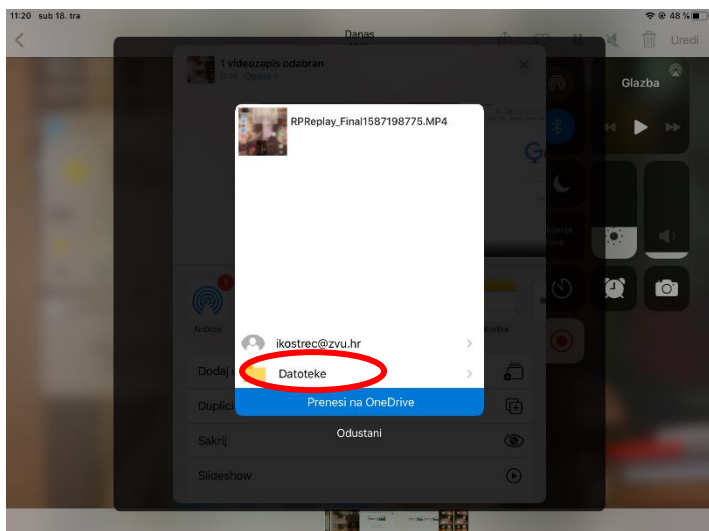 11:20 sub 18. tra
48 %
Danas
Uredi
1 videozapis odabran
Opcije >
Glazba
RPReplay_Final1587198775.MP4
AirDrop
ikostrec@zvu.hr
Dodaj u
Datoteke
Duplici
Prenesi na OneDrive
Sakrij
Odustani
Slideshow